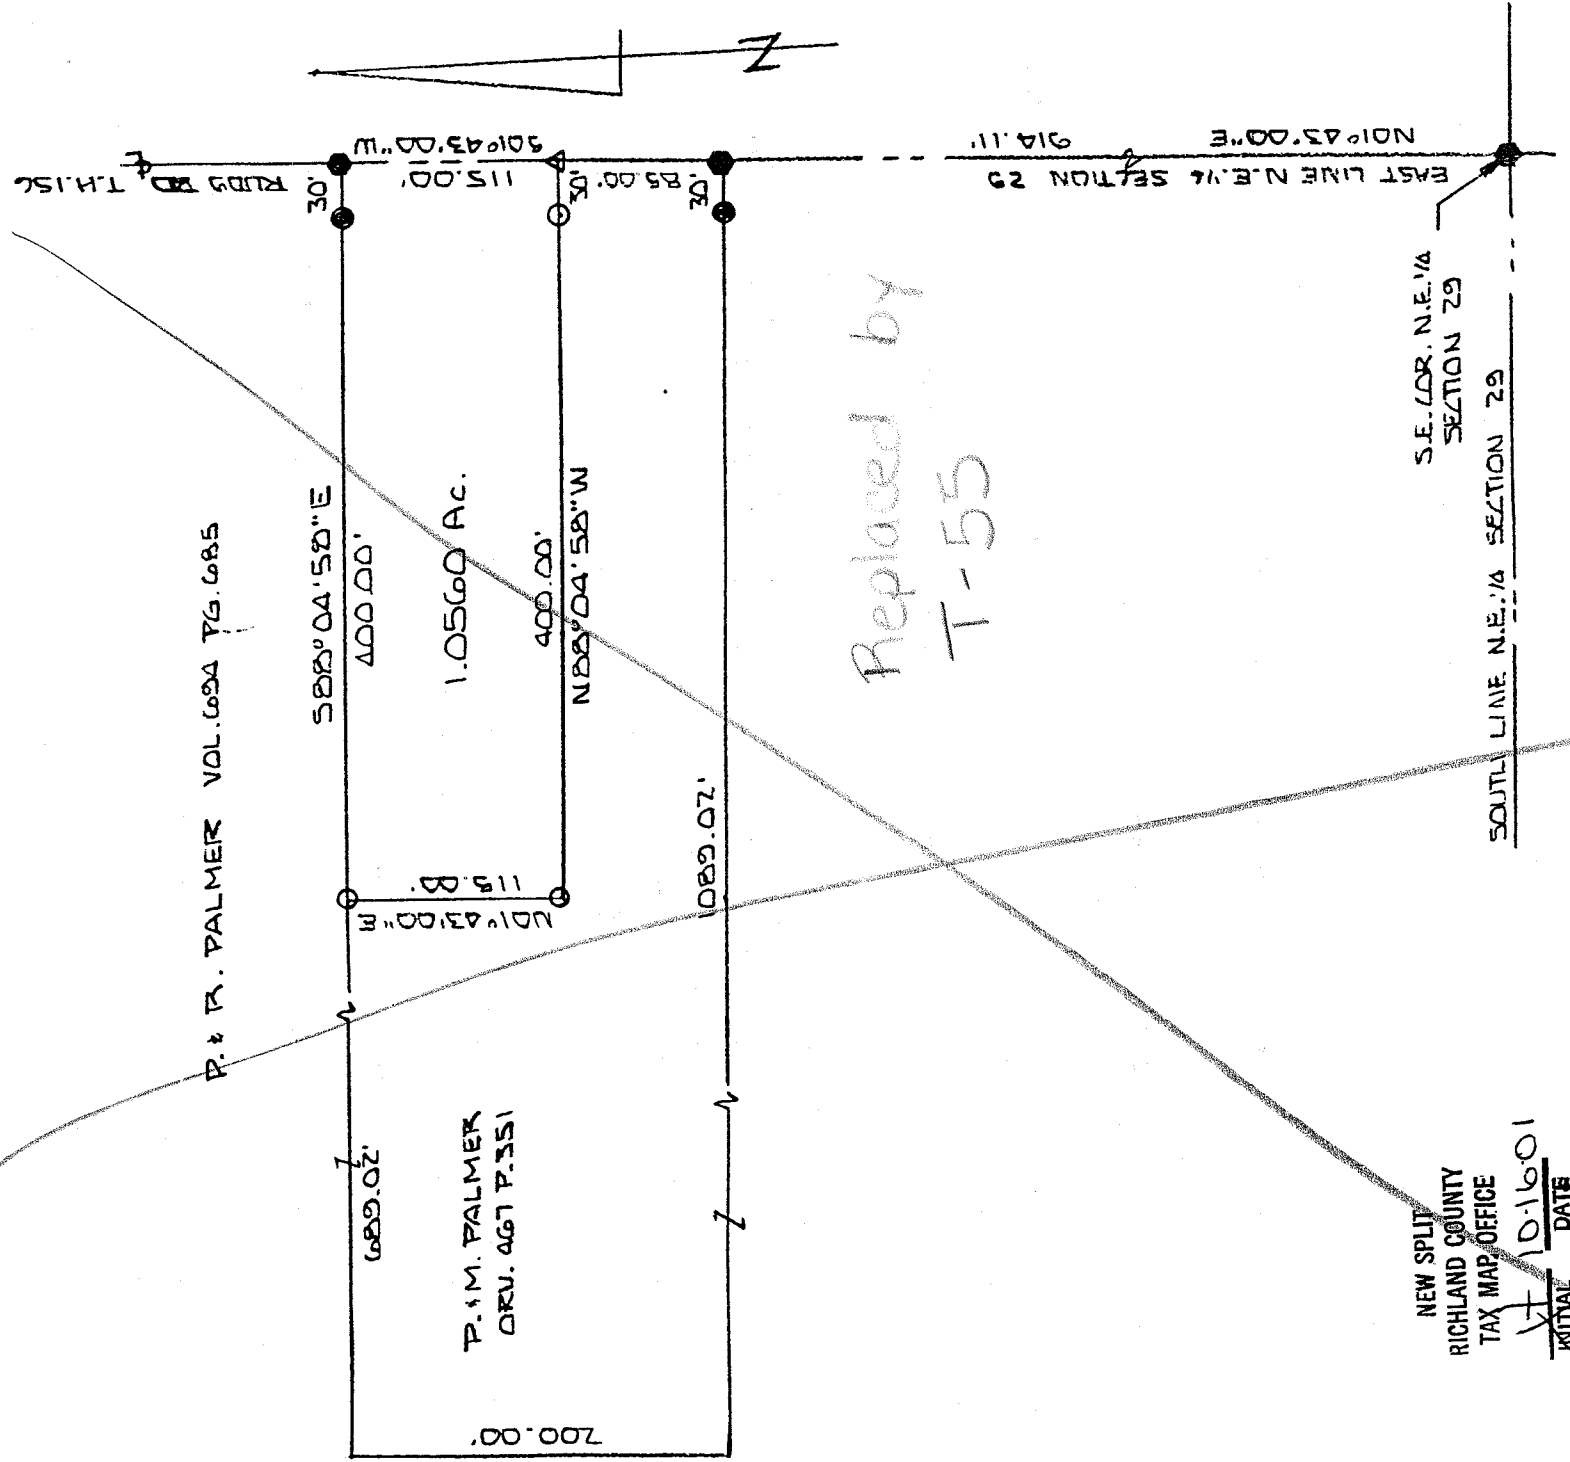 N
RUDY RD T.H.156
30.
S01°43'00"W
115.00'
30.
85.00'
30.
914.11'
N01°43'00"E
EAST LINE N.E.1/4 SECTION 29
S.E. COR. N.E.1/4
SECTION 29
SOUTH LINE N.E.1/4 SECTION 29
P. & R. PALMER VOL.694 PG.685
S88°04'58"E
400.00'
1.0560 Ac.
400.00'
N88°04'58"W
115.00'
N01°43'00"E
1089.02'
689.02'
P. & M. PALMER
ORV. 467 P.351
200.00'
Replaced by
T-55
NEW SPLIT
RICHLAND COUNTY
TAX MAP OFFICE
10-16-01
INITIAL DATE